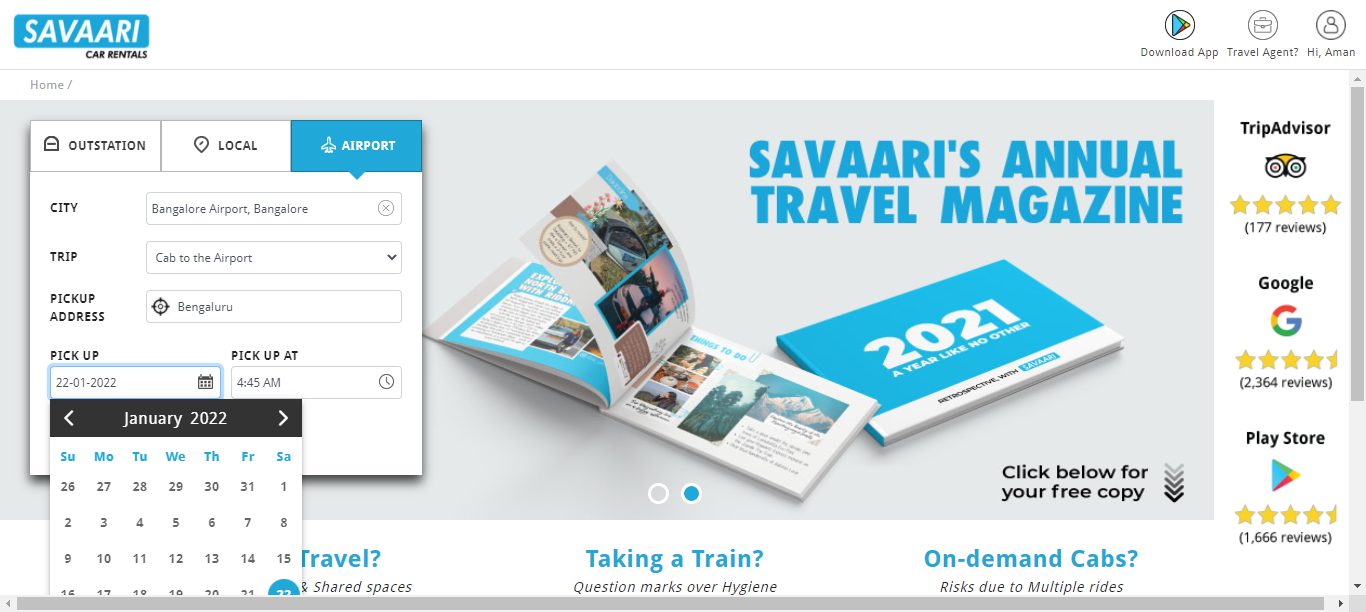 SAVAARI
CAR RENTALS
Download App
Travel Agent?
Hi, Aman
Home /
OUTSTATION
LOCAL
AIRPORT
CITY
Bangalore Airport, Bangalore
TRIP
Cab to the Airport
PICKUP
ADDRESS
Bengaluru
PICK UP
PICK UP AT
22-01-2022
4:45 AM
January 2022
Su Mo Tu We Th Fr Sa
26 27 28 29 30 31 1
2 3 4 5 6 7 8
9 10 11 12 13 14 15
16 17 18 19 20 21 22
SAVAARI'S ANNUAL
TRAVEL MAGAZINE
THINGS TO DO
2021
A YEAR LIKE NO OTHER
RETROSPECTIVE, WITH SAVAARI
Click below for
your free copy
TripAdvisor
(177 reviews)
Google
(2,364 reviews)
Play Store
(1,666 reviews)
Travel?
& Shared spaces
Taking a Train?
Question marks over Hygiene
On-demand Cabs?
Risks due to Multiple rides